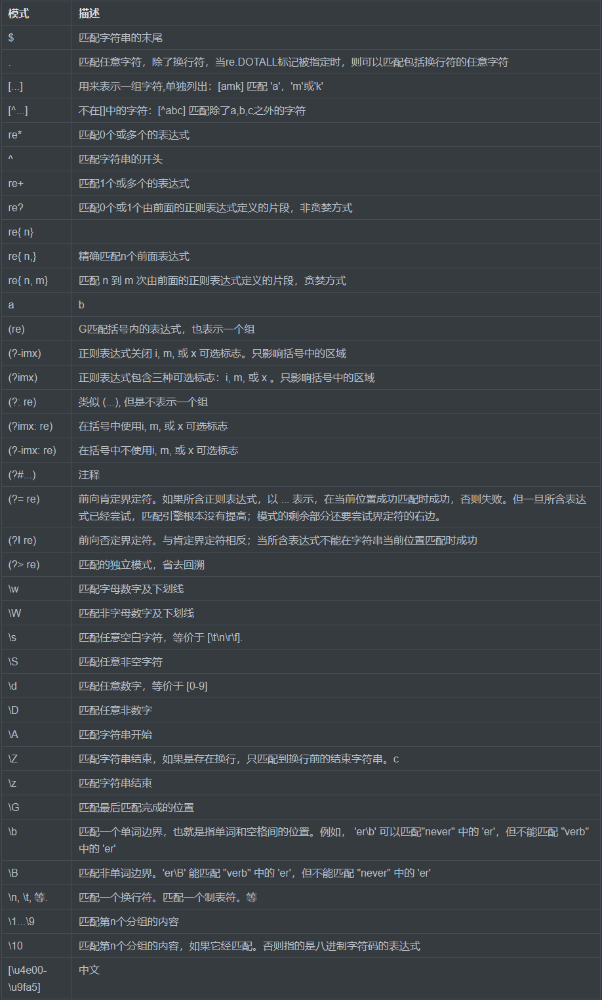 模式 描述
$ 匹配字符串的末尾
. 匹配任意字符，除了换行符，当re.DOTALL标记被指定时，则可以匹配包括换行符的任意字符
[...] 用来表示一组字符,单独列出：[amk] 匹配 'a'，'m'或'k'
[^...] 不在[]中的字符：[^abc] 匹配除了a,b,c之外的字符
re* 匹配0个或多个的表达式
^ 匹配字符串的开头
re+ 匹配1个或多个的表达式
re? 匹配0个或1个由前面的正则表达式定义的片段，非贪婪方式
re{ n}
re{ n,} 精确匹配n个前面表达式
re{ n, m} 匹配 n 到 m 次由前面的正则表达式定义的片段，贪婪方式
a b
(re) G匹配括号内的表达式，也表示一个组
(?-imx) 正则表达式关闭 i, m, 或 x 可选标志。只影响括号中的区域
(?imx) 正则表达式包含三种可选标志：i, m, 或 x 。只影响括号中的区域
(?: re) 类似 (...), 但是不表示一个组
(?imx: re) 在括号中使用i, m, 或 x 可选标志
(?-imx: re) 在括号中不使用i, m, 或 x 可选标志
(?#...) 注释
(?= re) 前向肯定界定符。如果所含正则表达式，以 ... 表示，在当前位置成功匹配时成功，否则失败。但一旦所含表达
式已经尝试，匹配引擎根本没有提高；模式的剩余部分还要尝试界定符的右边。
(?! re) 前向否定界定符。与肯定界定符相反；当所含表达式不能在字符串当前位置匹配时成功
(?> re) 匹配的独立模式，省去回溯
\w 匹配字母数字及下划线
\W 匹配非字母数字及下划线
\s 匹配任意空白字符，等价于 [\t\n\r\f].
\S 匹配任意非空字符
\d 匹配任意数字，等价于 [0-9]
\D 匹配任意非数字
\A 匹配字符串开始
\Z 匹配字符串结束，如果是存在换行，只匹配到换行前的结束字符串。c
\z 匹配字符串结束
\G 匹配最后匹配完成的位置
\b 匹配一个单词边界，也就是指单词和空格间的位置。例如， 'er\b' 可以匹配"never" 中的 'er'，但不能匹配 "verb"
中的 'er'
\B 匹配非单词边界。'er\B' 能匹配 "verb" 中的 'er'，但不能匹配 "never" 中的 'er'
\n, \t, 等. 匹配一个换行符。匹配一个制表符。等
\1...\9 匹配第n个分组的内容
\10 匹配第n个分组的内容，如果它经匹配。否则指的是八进制字符码的表达式
[\u4e00- 中文
\u9fa5]